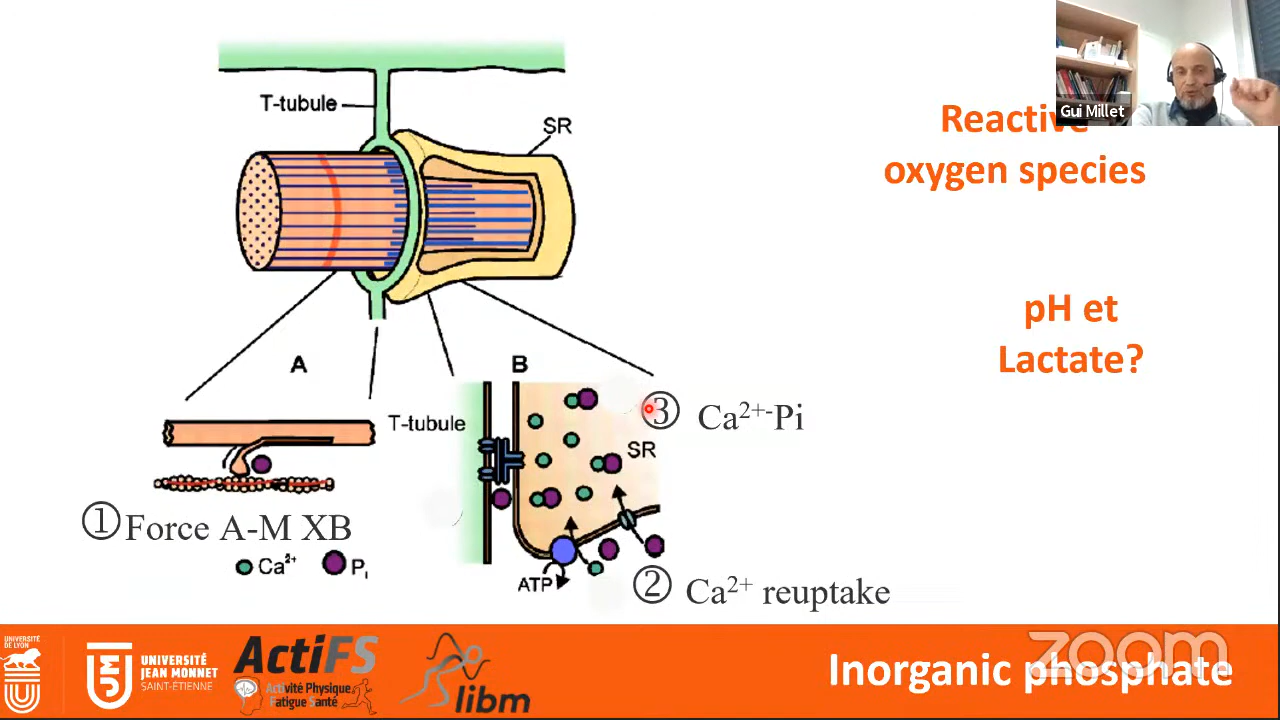 T-tubule
SR
Gui Millet
Reactive
oxygen species
pH et
Lactate?
A
B
T-tubule
③ Ca²⁺-Pi
SR
① Force A-M XB
Ca²⁺
Pᵢ
ATP
② Ca²⁺ reuptake
UNIVERSITÉ
DE LYON
UJM
UNIVERSITÉ
JEAN MONNET
SAINT-ÉTIENNE
ActiFS
Activité Physique
Fatigue Santé
libm
zoom
Inorganic phosphate